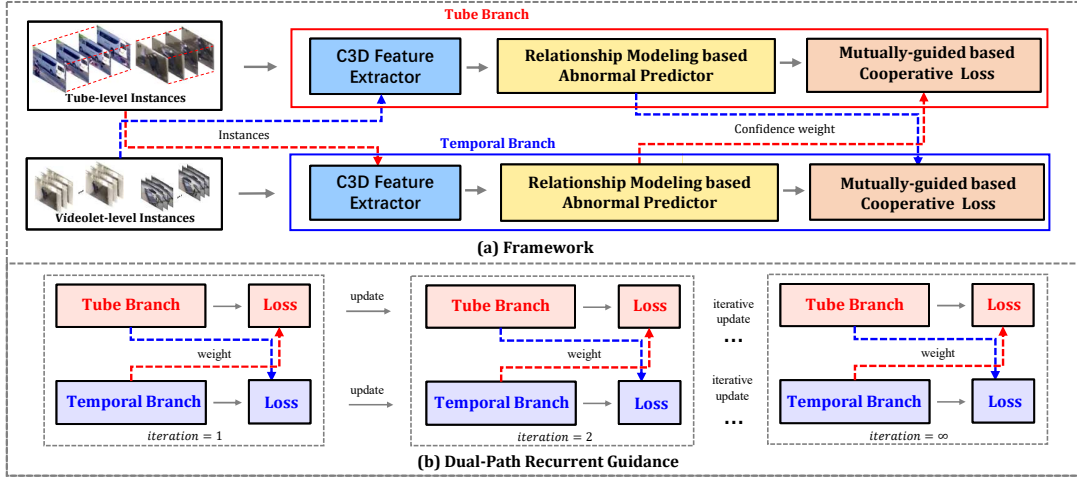 Tube Branch
C3D Feature
Extractor
Relationship Modeling based
Abnormal Predictor
Mutually-guided based
Cooperative Loss
Tube-level Instances
Instances
Confidence weight
Temporal Branch
C3D Feature
Extractor
Relationship Modeling based
Abnormal Predictor
Mutually-guided based
Cooperative Loss
Videolet-level Instances
(a) Framework
Tube Branch
Loss
update
Tube Branch
Loss
iterative
update
...
Tube Branch
Loss
weight
weight
weight
Temporal Branch
Loss
update
Temporal Branch
Loss
iterative
update
...
Temporal Branch
Loss
iteration = 1
iteration = 2
iteration = ∞
(b) Dual-Path Recurrent Guidance